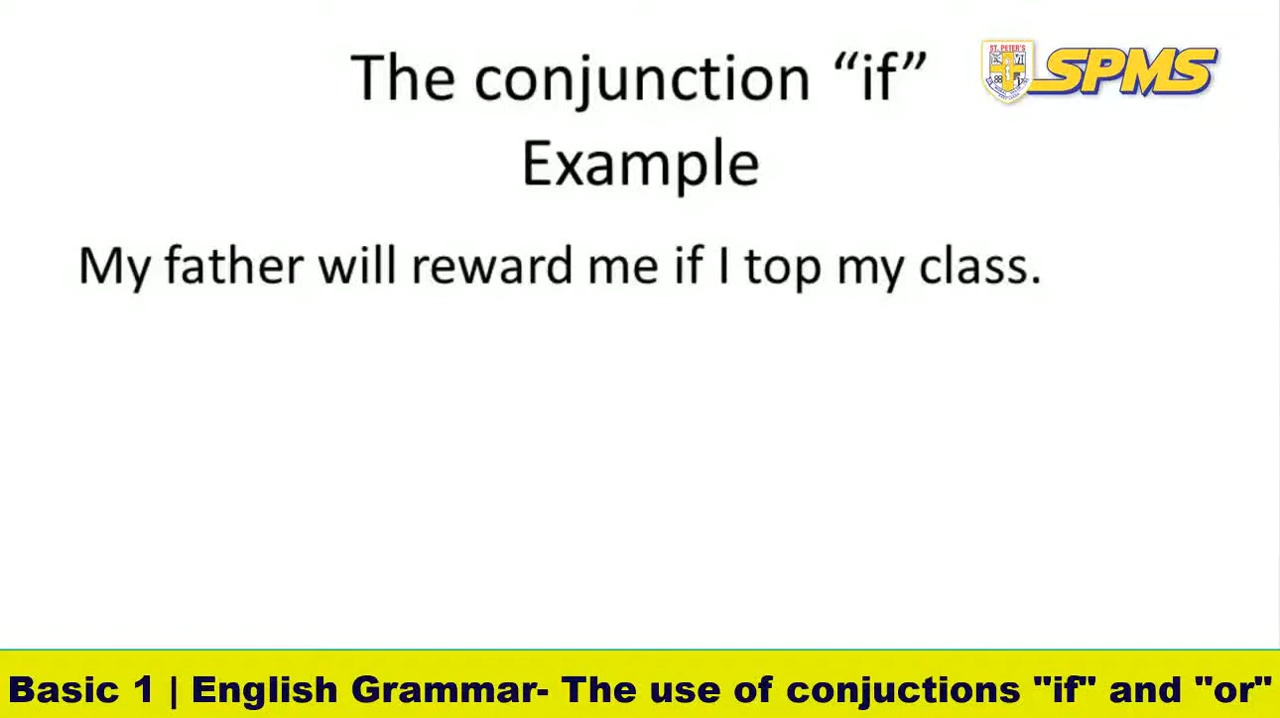 The conjunction “if”
ST. PETER'S
SPMS
Example
My father will reward me if I top my class.
Basic 1 | English Grammar- The use of conjuctions "if" and "or"